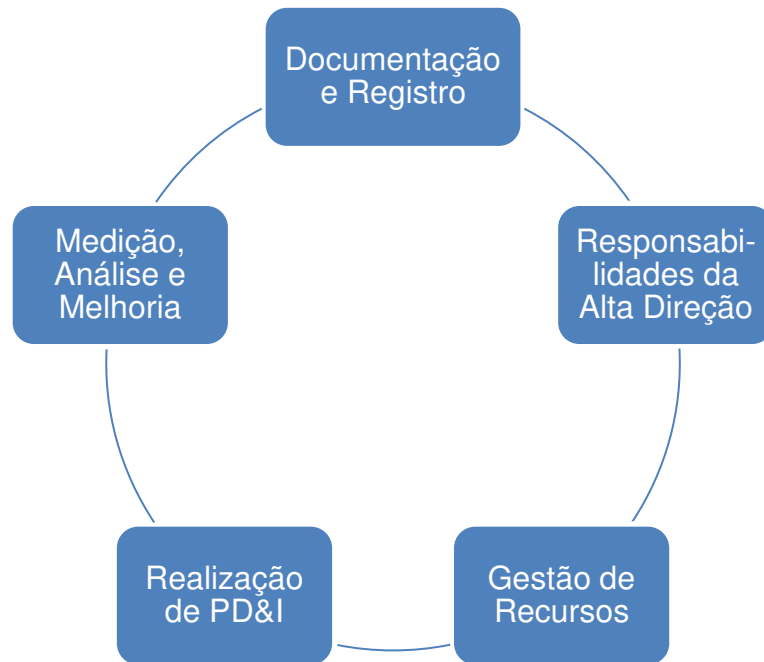 Documentação
e Registro
Medição,
Análise e
Melhoria
Responsabi-
lidades da
Alta Direção
Realização
de PD&I
Gestão de
Recursos